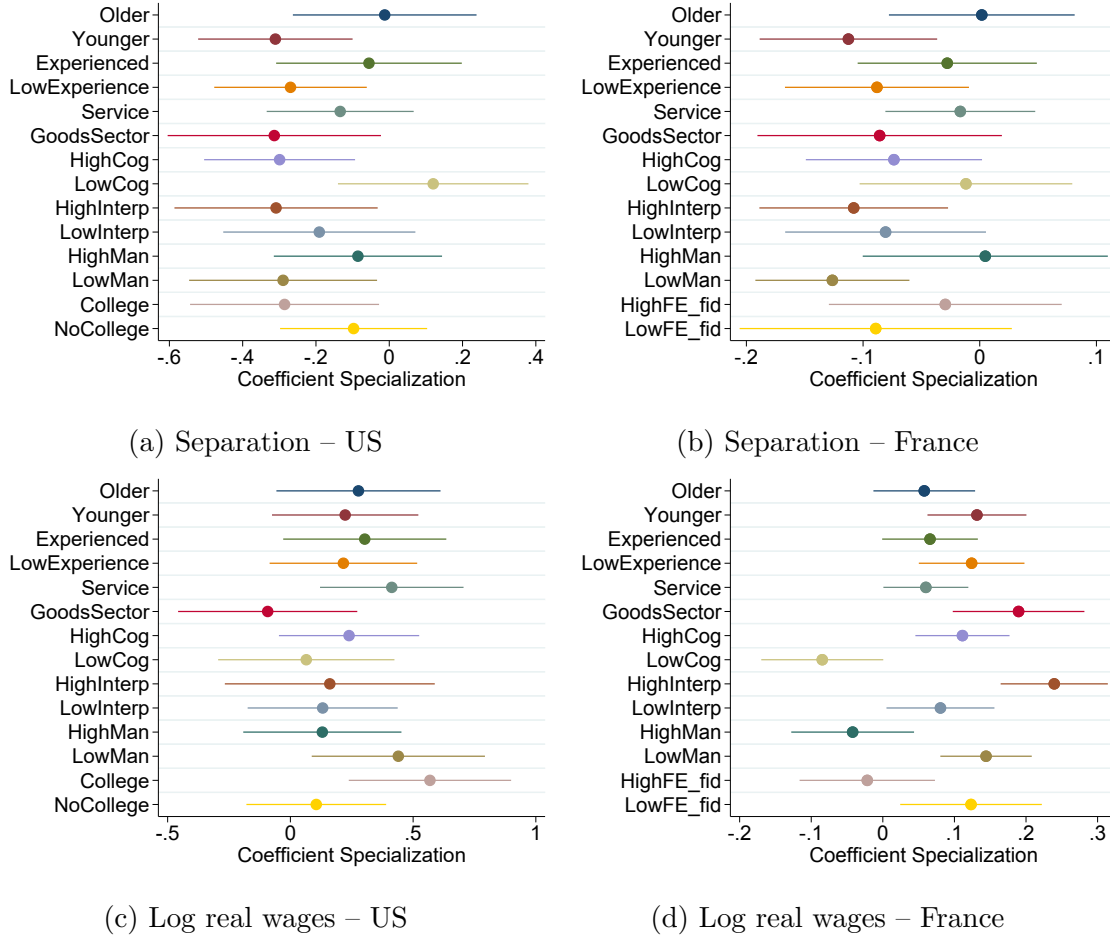 Older
Younger
Experienced
LowExperience
Service
GoodsSector
HighCog
LowCog
HighInterp
LowInterp
HighMan
LowMan
College
NoCollege
-.6 -.4 -.2 0 .2 .4
Coefficient Specialization
(a) Separation – US
Older
Younger
Experienced
LowExperience
Service
GoodsSector
HighCog
LowCog
HighInterp
LowInterp
HighMan
LowMan
HighFE_fid
LowFE_fid
-.2 -.1 0 .1
Coefficient Specialization
(b) Separation – France
Older
Younger
Experienced
LowExperience
Service
GoodsSector
HighCog
LowCog
HighInterp
LowInterp
HighMan
LowMan
College
NoCollege
-.5 0 .5 1
Coefficient Specialization
(c) Log real wages – US
Older
Younger
Experienced
LowExperience
Service
GoodsSector
HighCog
LowCog
HighInterp
LowInterp
HighMan
LowMan
HighFE_fid
LowFE_fid
-.2 -.1 0 .1 .2 .3
Coefficient Specialization
(d) Log real wages – France